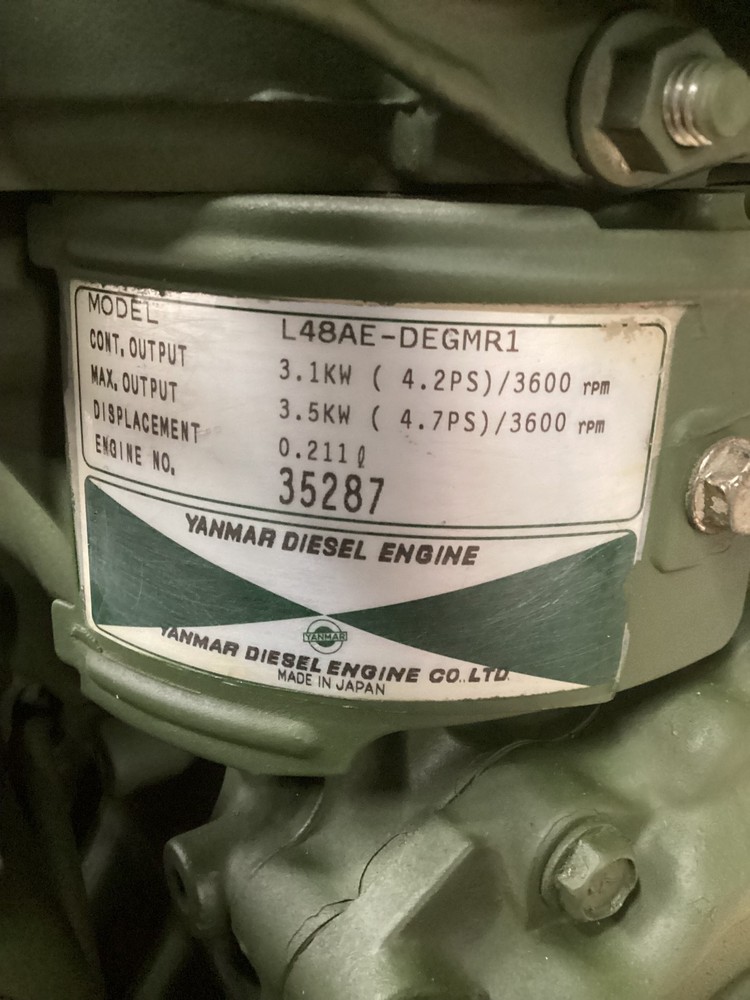 MODEL L48AE-DEGMR1
CONT. OUTPUT 3.1KW ( 4.2PS)/3600 rpm
MAX. OUTPUT 3.5KW ( 4.7PS)/3600 rpm
DISPLACEMENT 0.211ℓ
ENGINE NO. 35287
YANMAR DIESEL ENGINE
YANMAR
YANMAR DIESEL ENGINE CO.,LTD.
MADE IN JAPAN